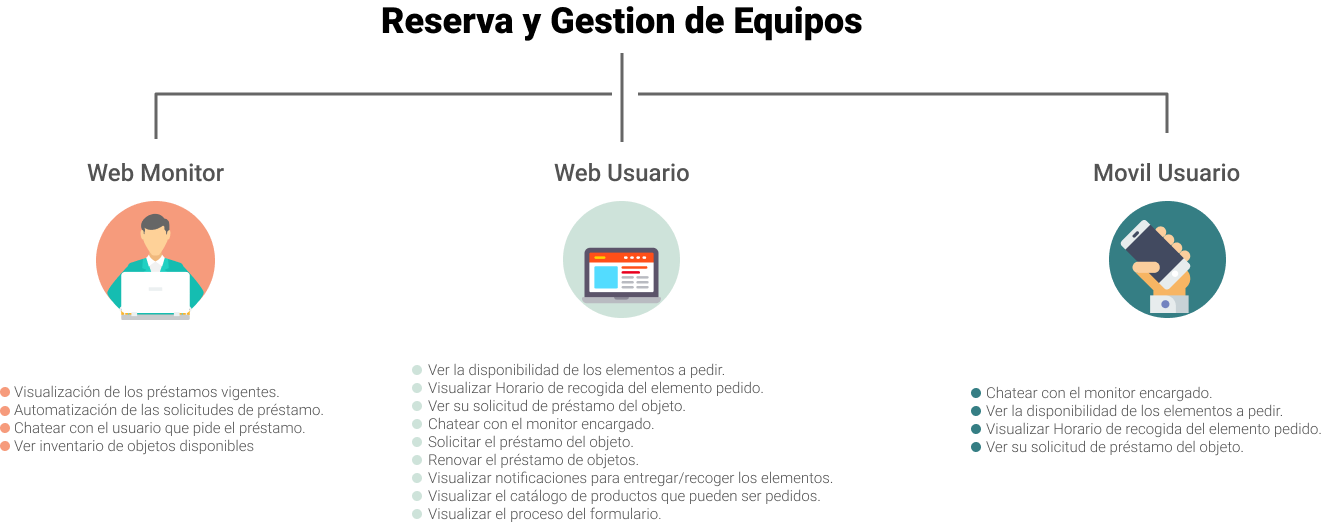 Reserva y Gestion de Equipos
Web Monitor
Visualización de los préstamos vigentes.
Automatización de las solicitudes de préstamo.
Chatear con el usuario que pide el préstamo.
Ver inventario de objetos disponibles
Web Usuario
Ver la disponibilidad de los elementos a pedir.
Visualizar Horario de recogida del elemento pedido.
Ver su solicitud de préstamo del objeto.
Chatear con el monitor encargado.
Solicitar el préstamo del objeto.
Renovar el préstamo de objetos.
Visualizar notificaciones para entregar/recoger los elementos.
Visualizar el catálogo de productos que pueden ser pedidos.
Visualizar el proceso del formulario.
Movil Usuario
Chatear con el monitor encargado.
Ver la disponibilidad de los elementos a pedir.
Visualizar Horario de recogida del elemento pedido.
Ver su solicitud de préstamo del objeto.